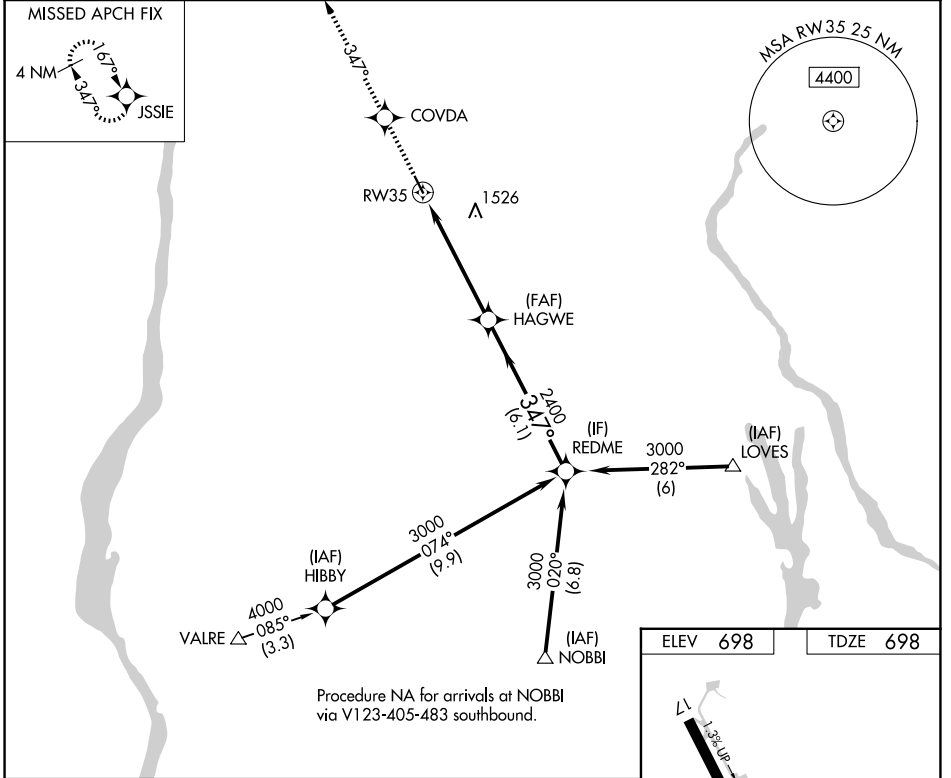 MISSED APCH FIX
4 NM
167°
347°
JSSIE
347°
COVDA
RW35
1526
MSA RW35 25 NM
4400
(FAF)
HAGWE
2400
347°
(6.1)
(IF)
REDME
3000
282°
(6)
(IAF)
LOVES
3000
074°
(9.9)
(IAF)
HIBBY
4000
085°
(3.3)
VALRE
3000
020°
(6.8)
(IAF)
NOBBI
Procedure NA for arrivals at NOBBI
via V123-405-483 southbound.
ELEV 698
TDZE 698
17
1.3% UP